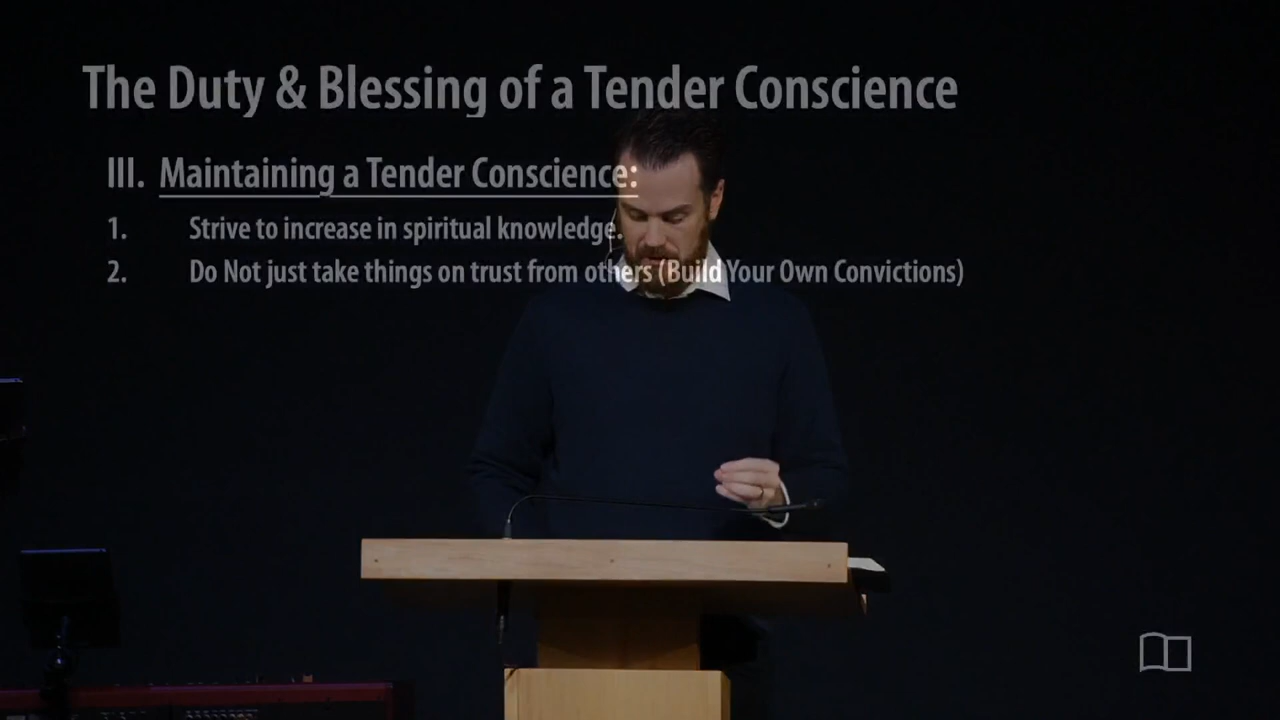 The Duty & Blessing of a Tender Conscience
III. Maintaining a Tender Conscience:
1. Strive to increase in spiritual knowledge.
2. Do Not just take things on trust from others (Build Your Own Convictions)